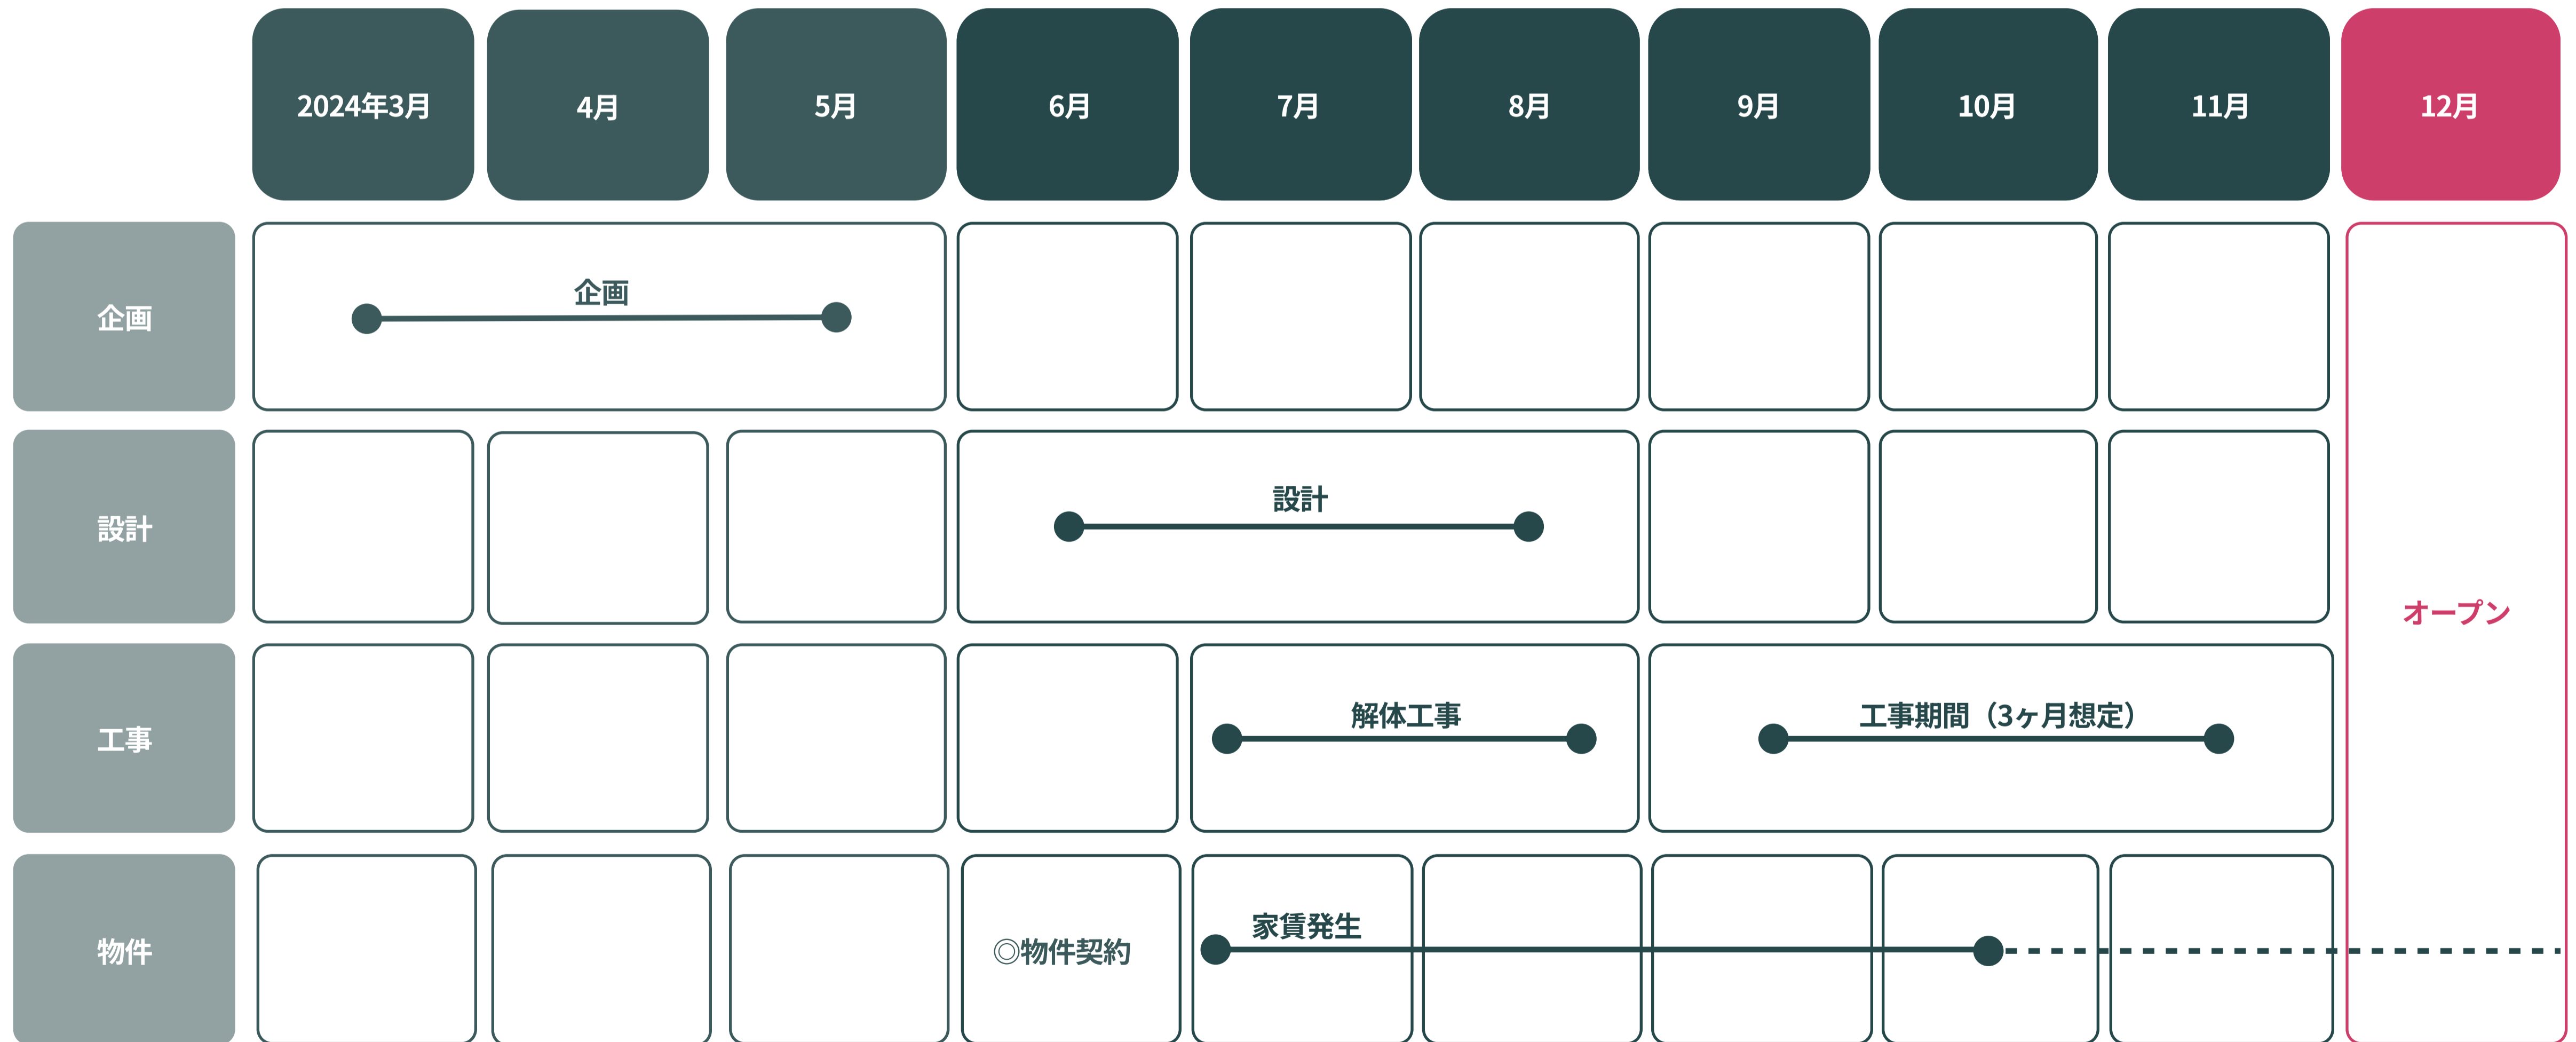 2024年3月
4月
5月
6月
7月
8月
9月
10月
11月
12月
企画
企画
設計
設計
オープン
工事
解体工事
工事期間（3ヶ月想定）
物件
◎物件契約
家賃発生